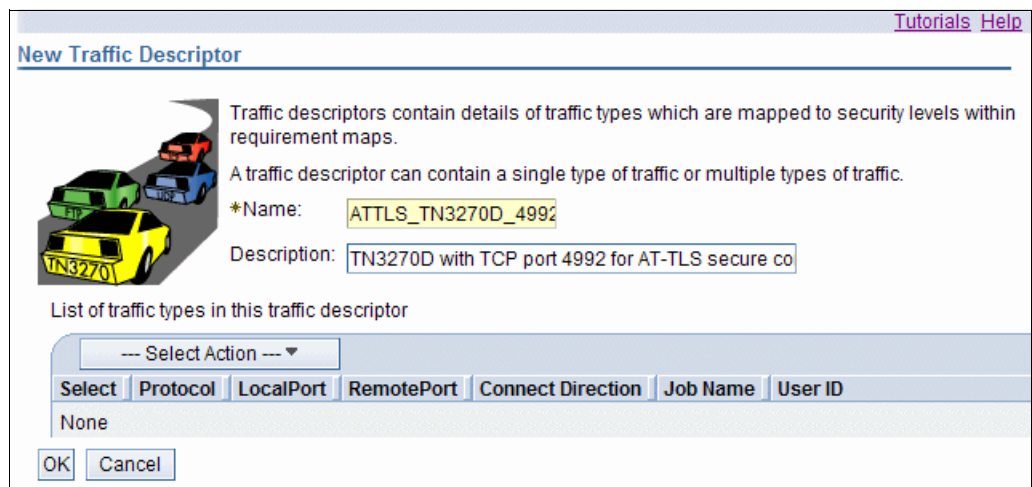 Tutorials Help
New Traffic Descriptor
Traffic descriptors contain details of traffic types which are mapped to security levels within
requirement maps.
A traffic descriptor can contain a single type of traffic or multiple types of traffic.
*Name: ATTLS_TN3270D_4992
Description: TN3270D with TCP port 4992 for AT-TLS secure co
FTP
UDP
TN3270
List of traffic types in this traffic descriptor
--- Select Action ---
Select Protocol LocalPort RemotePort Connect Direction Job Name User ID
None
OK Cancel